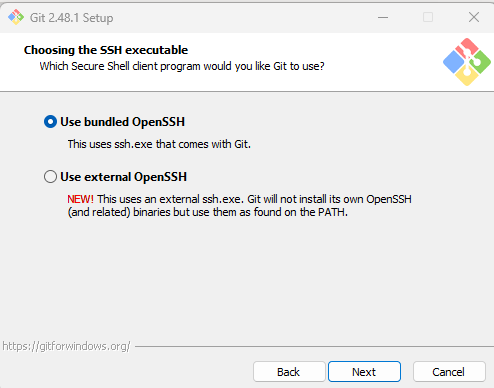 Git 2.48.1 Setup
Choosing the SSH executable
Which Secure Shell client program would you like Git to use?
Use bundled OpenSSH
This uses ssh.exe that comes with Git.
Use external OpenSSH
NEW! This uses an external ssh.exe. Git will not install its own OpenSSH
(and related) binaries but use them as found on the PATH.
https://gitforwindows.org/
Back Next Cancel